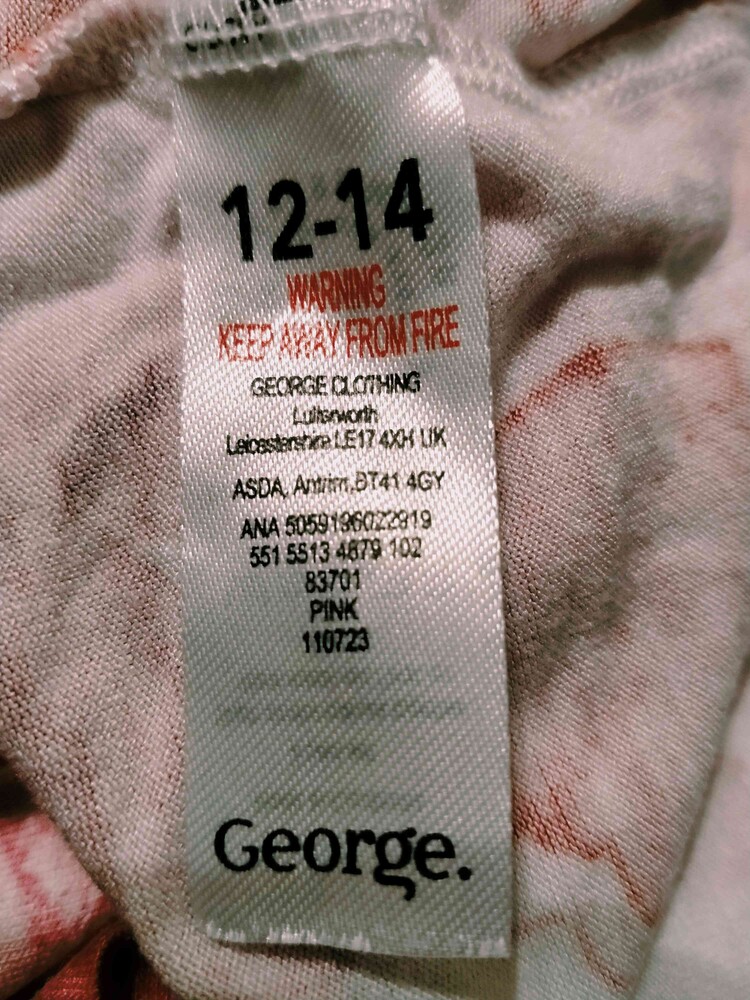 12-14
WARNING
KEEP AWAY FROM FIRE
GEORGE CLOTHING
Lutterworth
Leicestershire LE17 4XH UK
ASDA, Antrim, BT41 4GY
ANA 5059196022919
551 5513 4879 102
83701
PINK
110723
George.